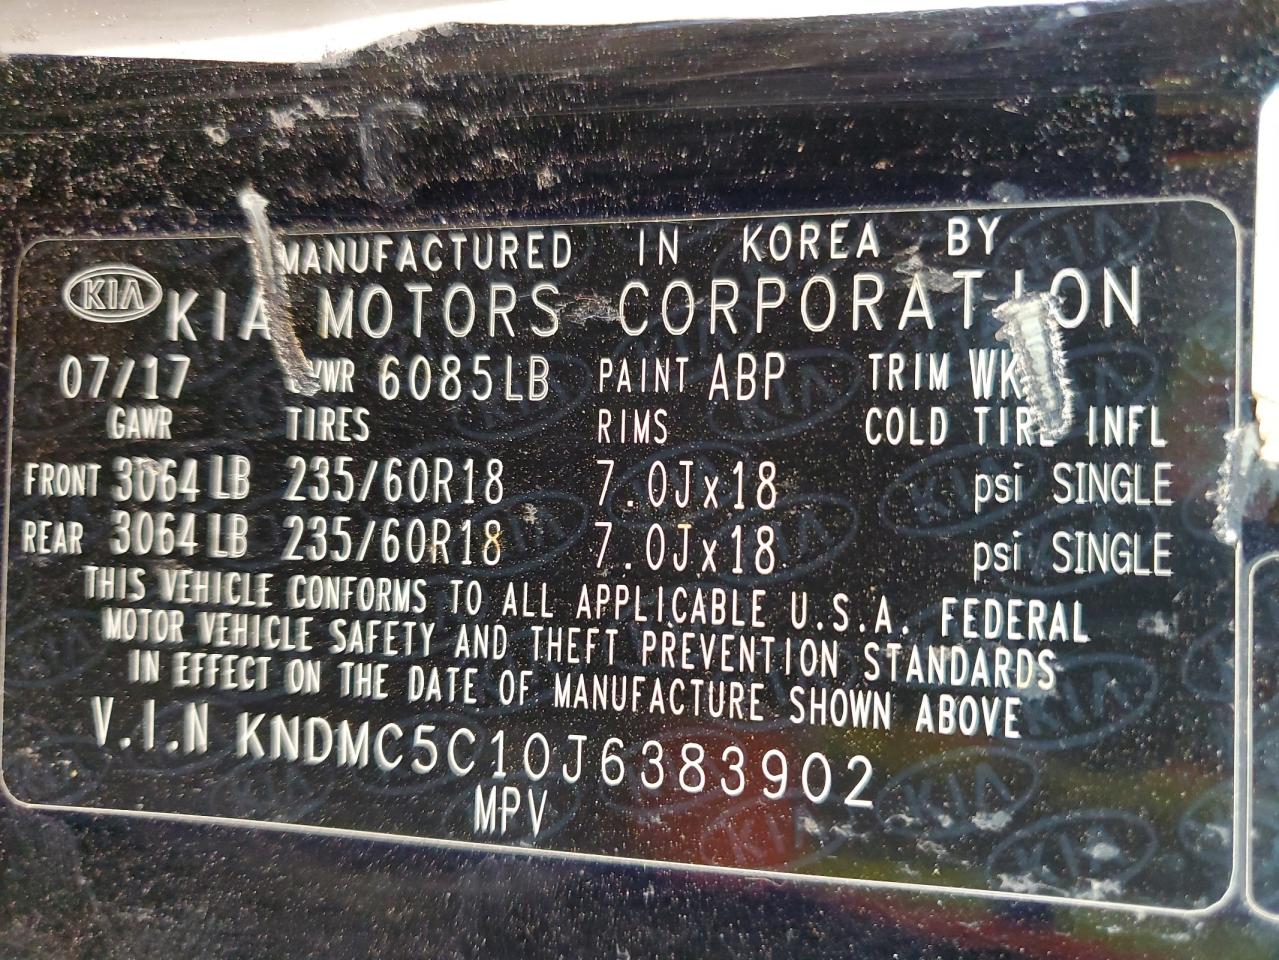 MANUFACTURED IN KOREA BY
KIA KIA MOTORS CORPORATION
07/17 GVWR 6085LB PAINT ABP TRIM WK
GAWR TIRES RIMS COLD TIRE INFL
FRONT 3064 LB 235/60R18 7.0Jx18 psi SINGLE
REAR 3064 LB 235/60R18 7.0Jx18 psi SINGLE
THIS VEHICLE CONFORMS TO ALL APPLICABLE U.S.A. FEDERAL
MOTOR VEHICLE SAFETY AND THEFT PREVENTION STANDARDS
IN EFFECT ON THE DATE OF MANUFACTURE SHOWN ABOVE
V.I.N KNDMC5C10J6383902
MPV